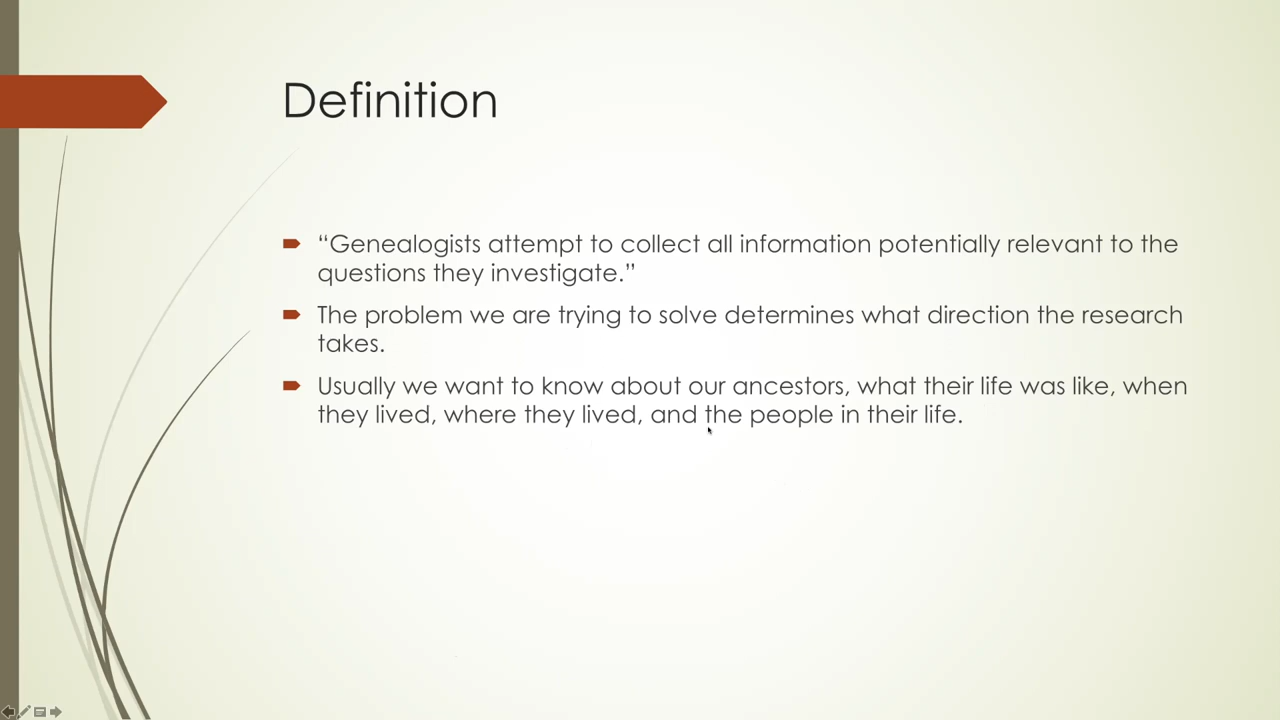 Definition
“Genealogists attempt to collect all information potentially relevant to the
questions they investigate.”
The problem we are trying to solve determines what direction the research
takes.
Usually we want to know about our ancestors, what their life was like, when
they lived, where they lived, and the people in their life.